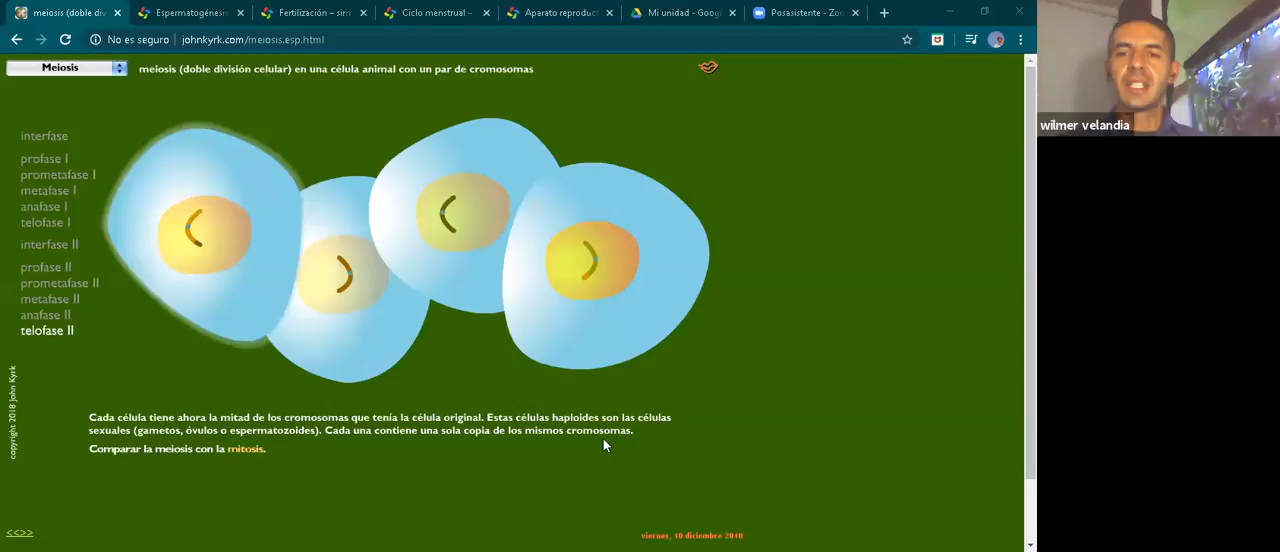 meiosis (doble div
Espermatogénesis
Fertilización – sim
Ciclo menstrual –
Aparato reproduct
Mi unidad - Googl
Posasistente - Zoo
No es seguro | johnkyrk.com/meiosis.esp.html
Meiosis
meiosis (doble división celular) en una célula animal con un par de cromosomas
wilmer velandia
interfase
profase I
prometafase I
metafase I
anafase I
telofase I
interfase II
profase II
prometafase II
metafase II
anafase II
telofase II
copyright 2018 John Kyrk
Cada célula tiene ahora la mitad de los cromosomas que tenía la célula original. Estas células haploides son las células
sexuales (gametos, óvulos o espermatozoides). Cada una contiene una sola copia de los mismos cromosomas.
Comparar la meiosis con la mitosis.
<<>>
viernes, 10 diciembre 2010